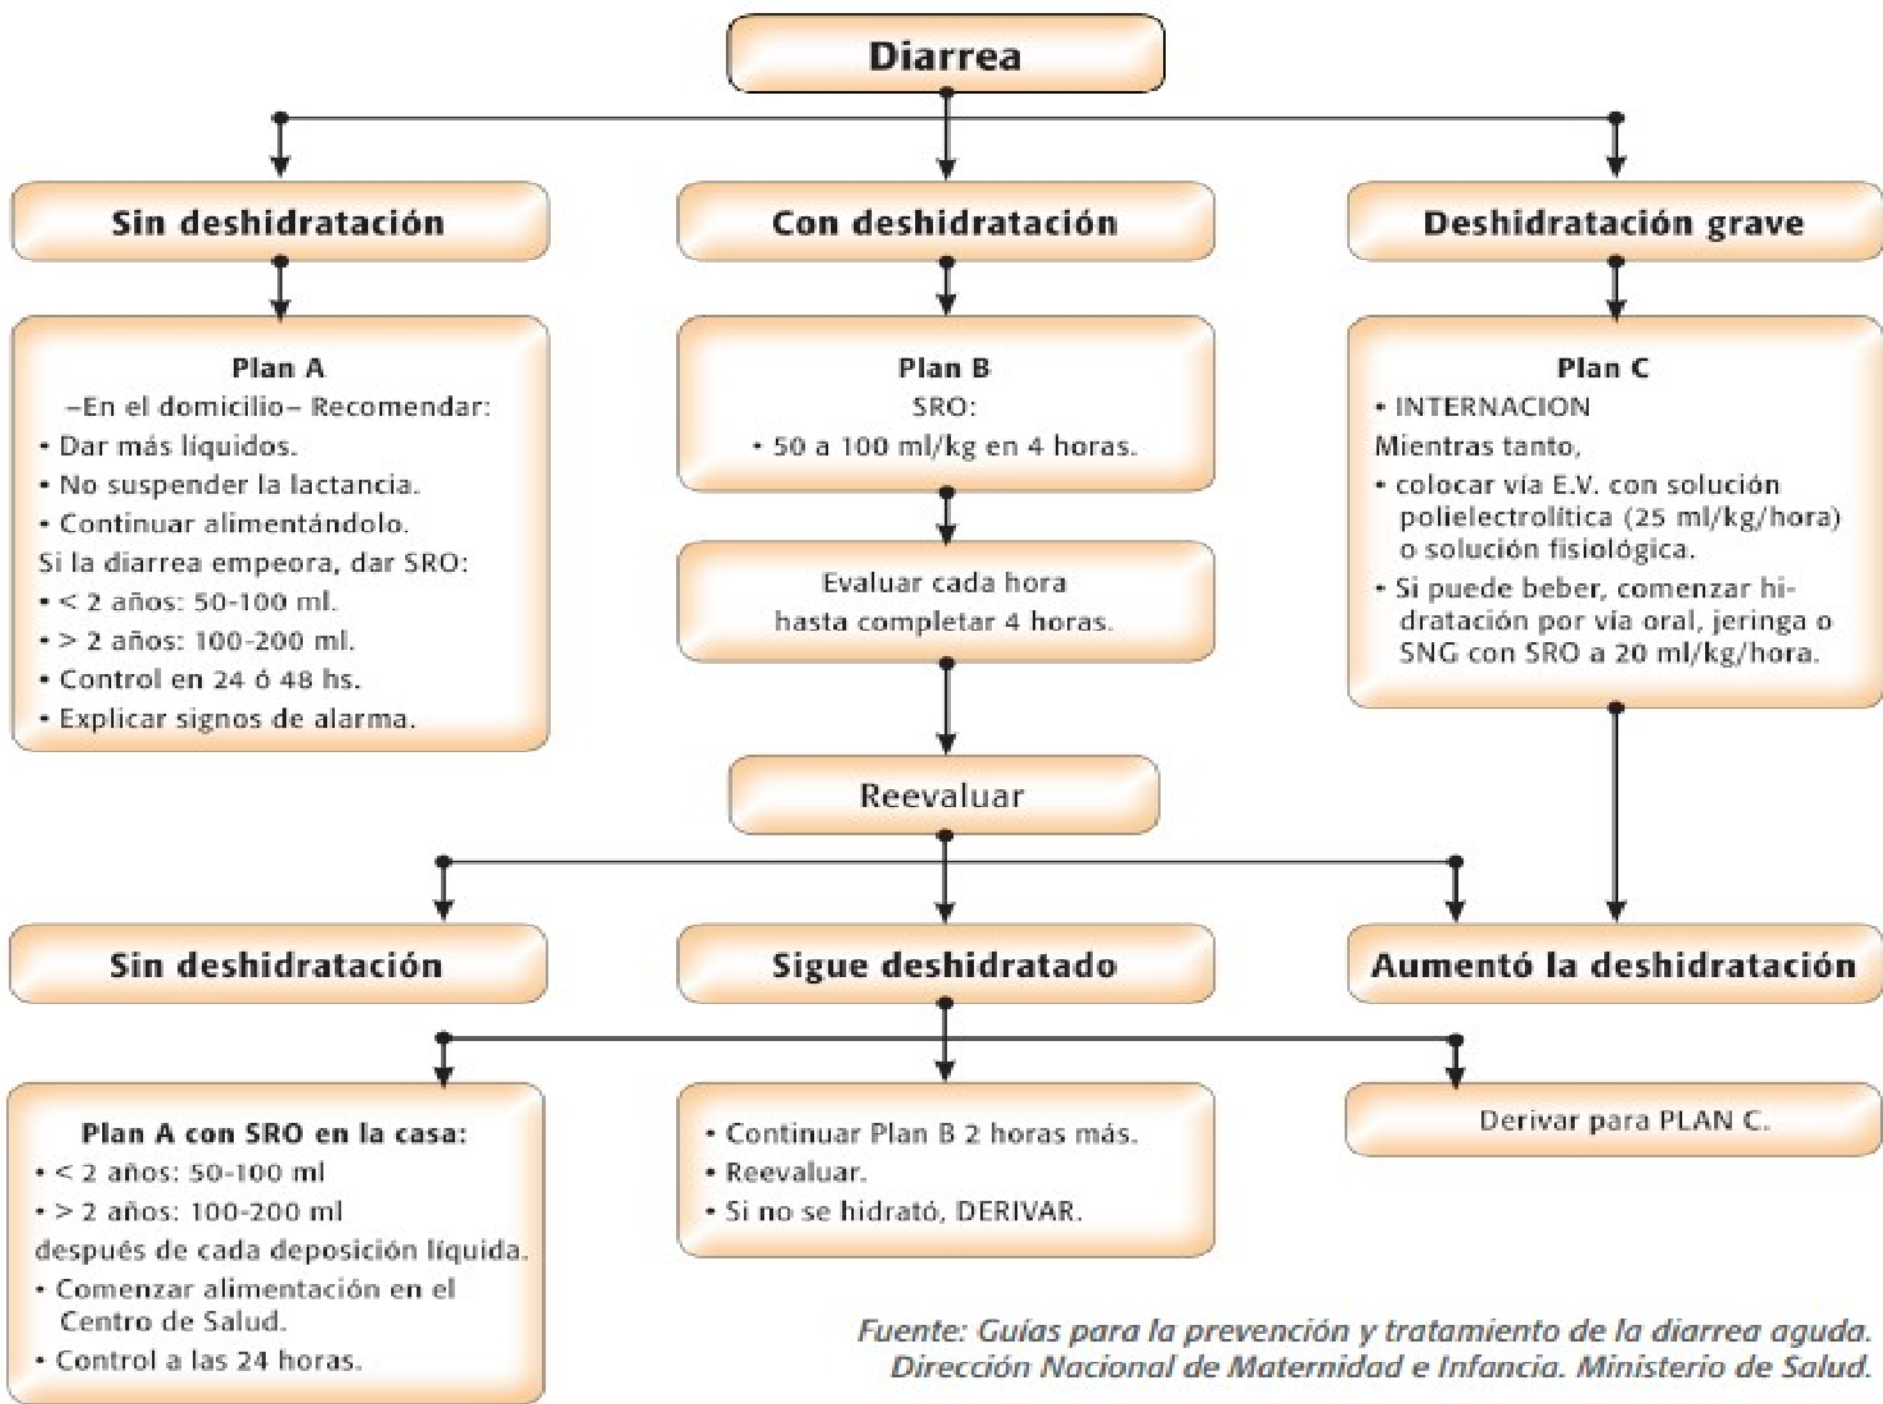 Diarrea
Sin deshidratación
Con deshidratación
Deshidratación grave
Plan A
–En el domicilio– Recomendar:
• Dar más líquidos.
• No suspender la lactancia.
• Continuar alimentándolo.
Si la diarrea empeora, dar SRO:
• < 2 años: 50-100 ml.
• > 2 años: 100-200 ml.
• Control en 24 ó 48 hs.
• Explicar signos de alarma.
Plan B
SRO:
• 50 a 100 ml/kg en 4 horas.
Evaluar cada hora
hasta completar 4 horas.
Plan C
• INTERNACION
Mientras tanto,
• colocar vía E.V. con solución
polielectrolítica (25 ml/kg/hora)
o solución fisiológica.
• Si puede beber, comenzar hi-
dratación por vía oral, jeringa o
SNG con SRO a 20 ml/kg/hora.
Reevaluar
Sin deshidratación
Sigue deshidratado
Aumentó la deshidratación
Plan A con SRO en la casa:
• < 2 años: 50-100 ml
• > 2 años: 100-200 ml
después de cada deposición líquida.
• Comenzar alimentación en el
Centro de Salud.
• Control a las 24 horas.
• Continuar Plan B 2 horas más.
• Reevaluar.
• Si no se hidrató, DERIVAR.
Derivar para PLAN C.
Fuente: Guías para la prevención y tratamiento de la diarrea aguda.
Dirección Nacional de Maternidad e Infancia. Ministerio de Salud.